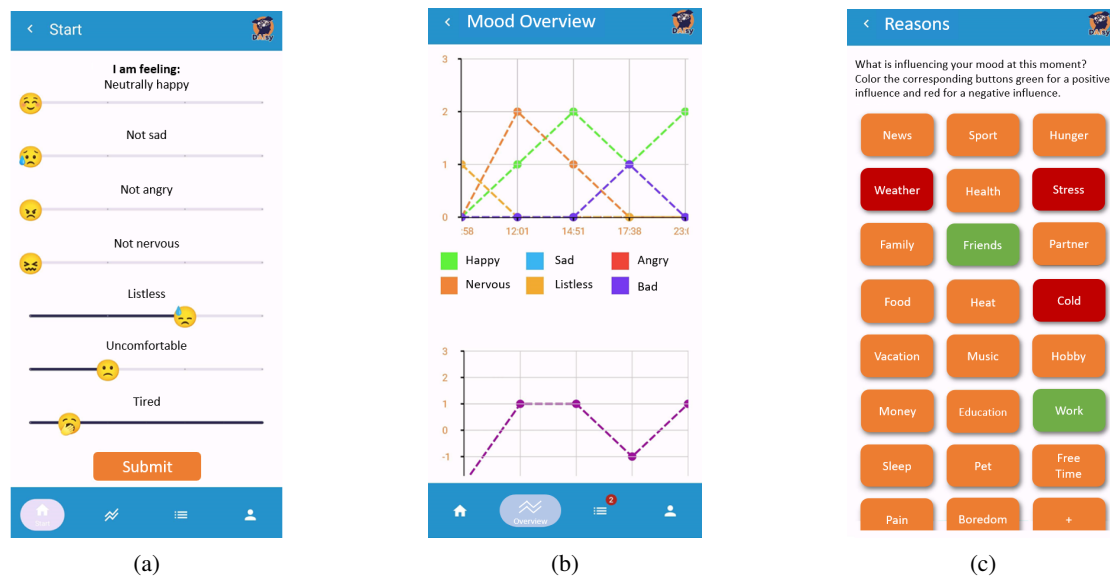 Start
DAisy
I am feeling:
Neutrally happy
Not sad
Not angry
Not nervous
Listless
Uncomfortable
Tired
Submit
Start
(a)
Mood Overview
DAisy
3
2
1
0
:58 12:01 14:51 17:38 23:(
Happy Sad Angry
Nervous Listless Bad
3
2
1
0
-1
2
Overview
(b)
Reasons
DAisy
What is influencing your mood at this moment?
Color the corresponding buttons green for a positive
influence and red for a negative influence.
News Sport Hunger
Weather Health Stress
Family Friends Partner
Food Heat Cold
Vacation Music Hobby
Money Education Work
Sleep Pet Free
Time
Pain Boredom +
(c)